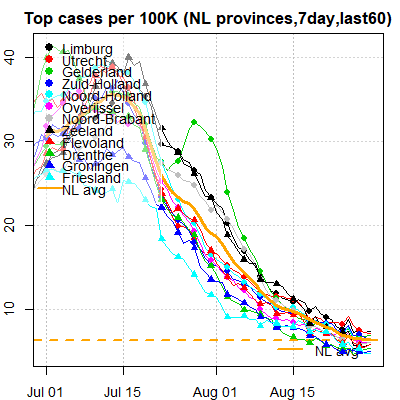 Top cases per 100K (NL provinces,7day,last60)
40
30
20
10
Limburg
Utrecht
Gelderland
Zuid-Holland
Noord-Holland
Overijssel
Noord-Brabant
Zeeland
Flevoland
Drenthe
Groningen
Friesland
NL avg
NL avg
Jul 01 Jul 15 Aug 01 Aug 15